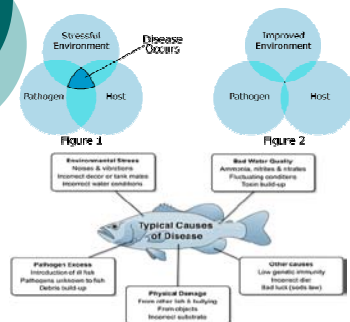 Stressful
Environment
Disease
Occurs
Pathogen
Host
Figure 1
Improved
Environment
Pathogen
Host
Figure 2
Environmental Stress
Noises & vibrations
Incorrect decor or tank mates
Incorrect water conditions
Bad Water Quality
Ammonia, nitrites & nitrates
Fluctuating conditions
Toxin build-up
Typical Causes
of Disease
Pathogen Excess
Introduction of ill fish
Pathogens unknown to fish
Debris build-up
Physical Damage
From other fish & bullying
From objects
Incorrect substrate
Other causes
Low genetic immunity
Incorrect diet
Bad luck (sods law)